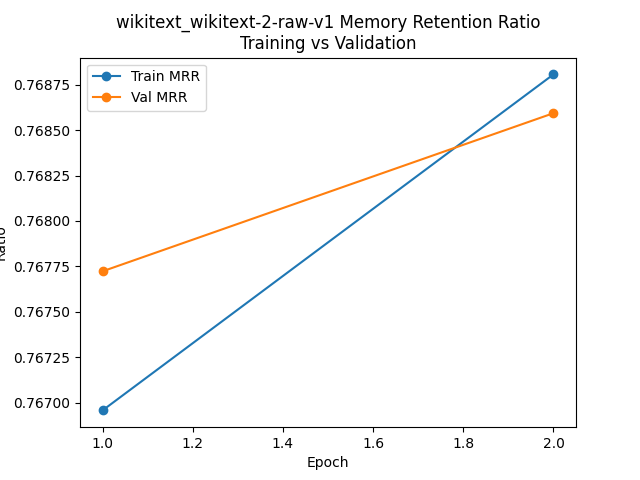 wikitext_wikitext-2-raw-v1 Memory Retention Ratio
Training vs Validation
Train MRR
Val MRR
0.76875
0.76850
0.76825
0.76800
0.76775
0.76750
0.76725
0.76700
Ratio
1.0 1.2 1.4 1.6 1.8 2.0
Epoch